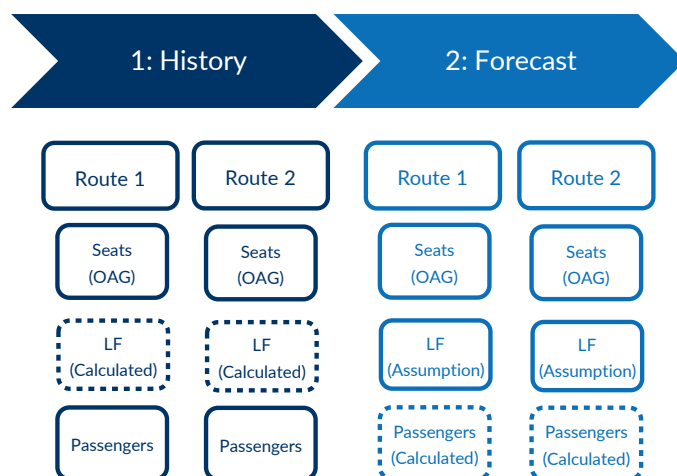 1: History
2: Forecast
Route 1
Route 2
Route 1
Route 2
Seats
(OAG)
Seats
(OAG)
Seats
(OAG)
Seats
(OAG)
LF
(Calculated)
LF
(Calculated)
LF
(Assumption)
LF
(Assumption)
Passengers
Passengers
Passengers
(Calculated)
Passengers
(Calculated)